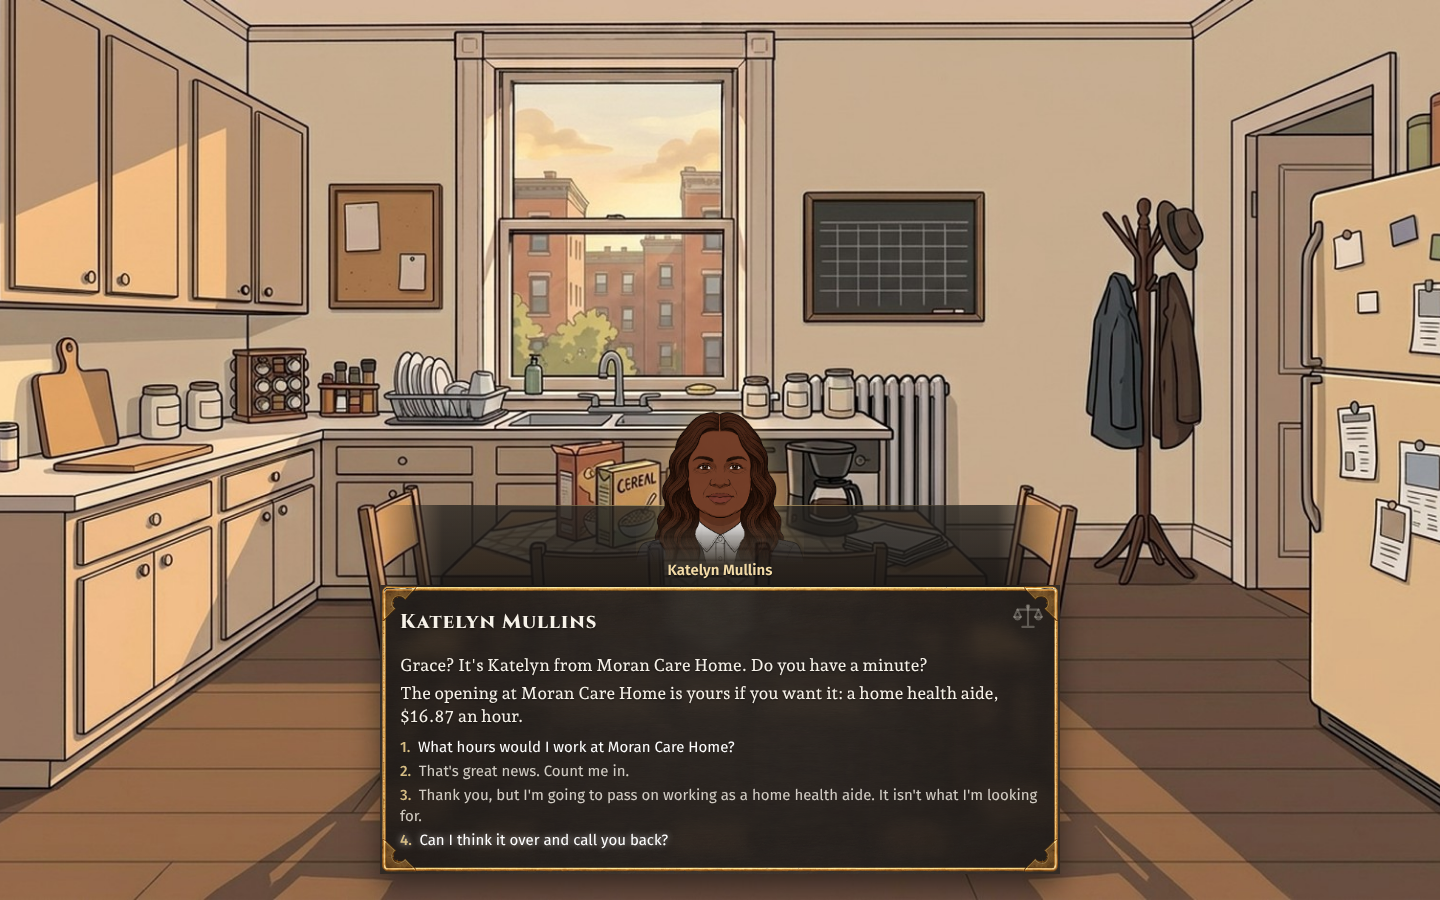 CEREAL
Katelyn Mullins
KATELYN MULLINS
Grace? It's Katelyn from Moran Care Home. Do you have a minute?
The opening at Moran Care Home is yours if you want it: a home health aide,
$16.87 an hour.
1. What hours would I work at Moran Care Home?
2. That's great news. Count me in.
3. Thank you, but I'm going to pass on working as a home health aide. It isn't what I'm looking
for.
4. Can I think it over and call you back?